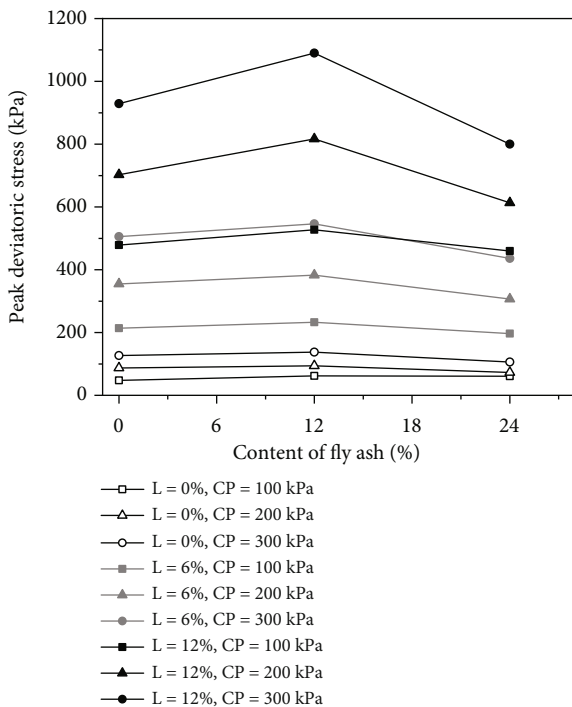 1200
1000
800
600
400
200
0
Peak deviatoric stress (kPa)
0 6 12 18 24
Content of fly ash (%)
L = 0%, CP = 100 kPa
L = 0%, CP = 200 kPa
L = 0%, CP = 300 kPa
L = 6%, CP = 100 kPa
L = 6%, CP = 200 kPa
L = 6%, CP = 300 kPa
L = 12%, CP = 100 kPa
L = 12%, CP = 200 kPa
L = 12%, CP = 300 kPa